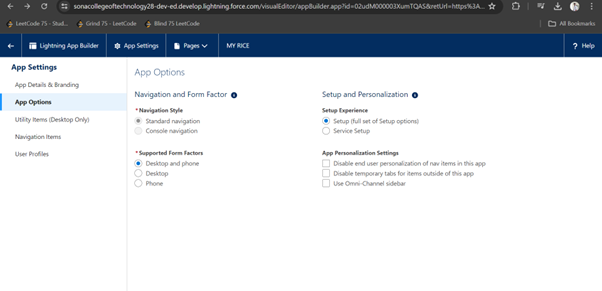 sonacollegeoftechnology28-dev-ed.develop.lightning.force.com/visualEditor/appBuilder.app?id=02udM000003XumTQAS&retUrl=https%3A...
LeetCode 75 - Stud... Grind 75 - LeetCode Blind 75 LeetCode All Bookmarks
Lightning App Builder App Settings Pages MY RICE ? Help
App Settings
App Details & Branding
App Options
Utility Items (Desktop Only)
Navigation Items
User Profiles
App Options
Navigation and Form Factor
* Navigation Style
Standard navigation
Console navigation
* Supported Form Factors
Desktop and phone
Desktop
Phone
Setup and Personalization
Setup Experience
Setup (full set of Setup options)
Service Setup
App Personalization Settings
Disable end user personalization of nav items in this app
Disable temporary tabs for items outside of this app
Use Omni-Channel sidebar